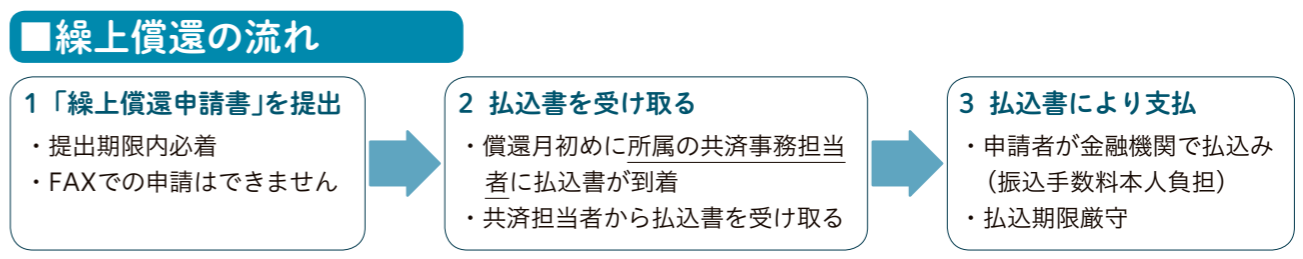 ■繰上償還の流れ
1 「繰上償還申請書」を提出
・提出期限内必着
・FAXでの申請はできません
2 払込書を受け取る
・償還月初めに所属の共済事務担当
者に払込書が到着
・共済担当者から払込書を受け取る
3 払込書により支払
・申請者が金融機関で払込み
（振込手数料本人負担）
・払込期限厳守